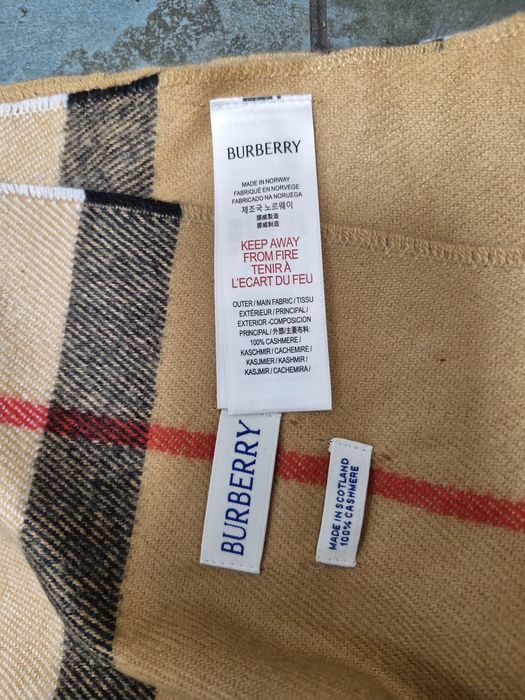 BURBERRY
MADE IN NORWAY
FABRIQUÉ EN NORVEGE
FABRICADO NA NORUEGA
제조국 노르웨이
挪威製造
挪威制造
KEEP AWAY
FROM FIRE
TENIR À
L'ECART DU FEU
OUTER / MAIN FABRIC / TISSU
EXTÉRIEUR / PRINCIPAL /
EXTERIOR -COMPOSICION
PRINCIPAL / 外部/主要布料:
100% CASHMERE /
KASCHMIR / CACHEMIRE /
KASJMIER / KASHMIR /
KASJMIR / CACHEMIRA /
BURBERRY
MADE IN SCOTLAND
100% CASHMERE